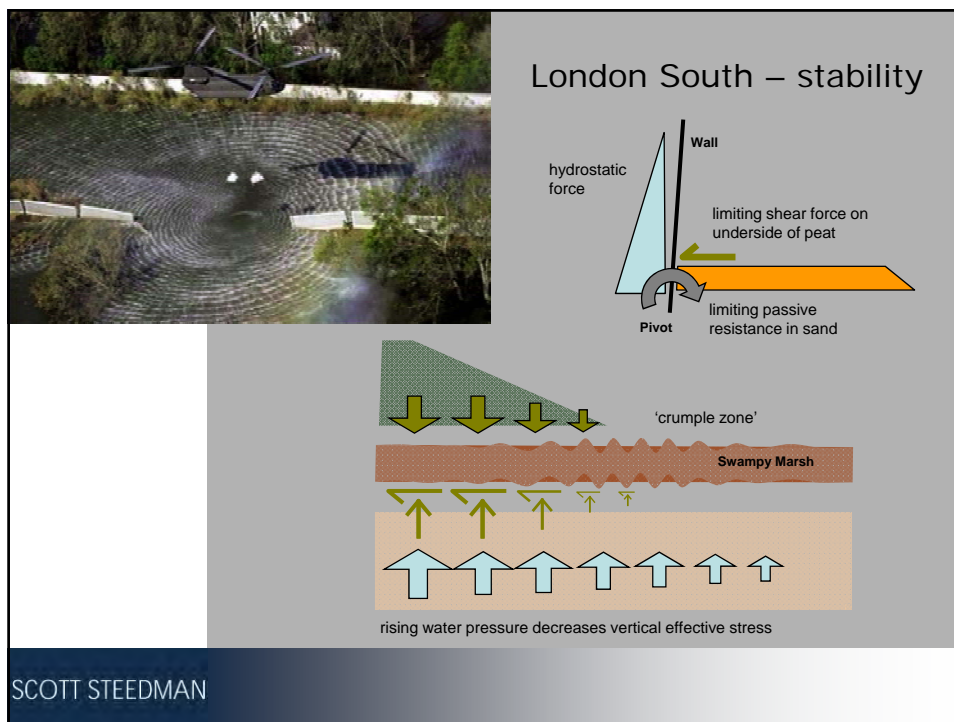 London South – stability
Wall
hydrostatic
force
limiting shear force on
underside of peat
Pivot
limiting passive
resistance in sand
‘crumple zone’
Swampy Marsh
rising water pressure decreases vertical effective stress
SCOTT STEEDMAN